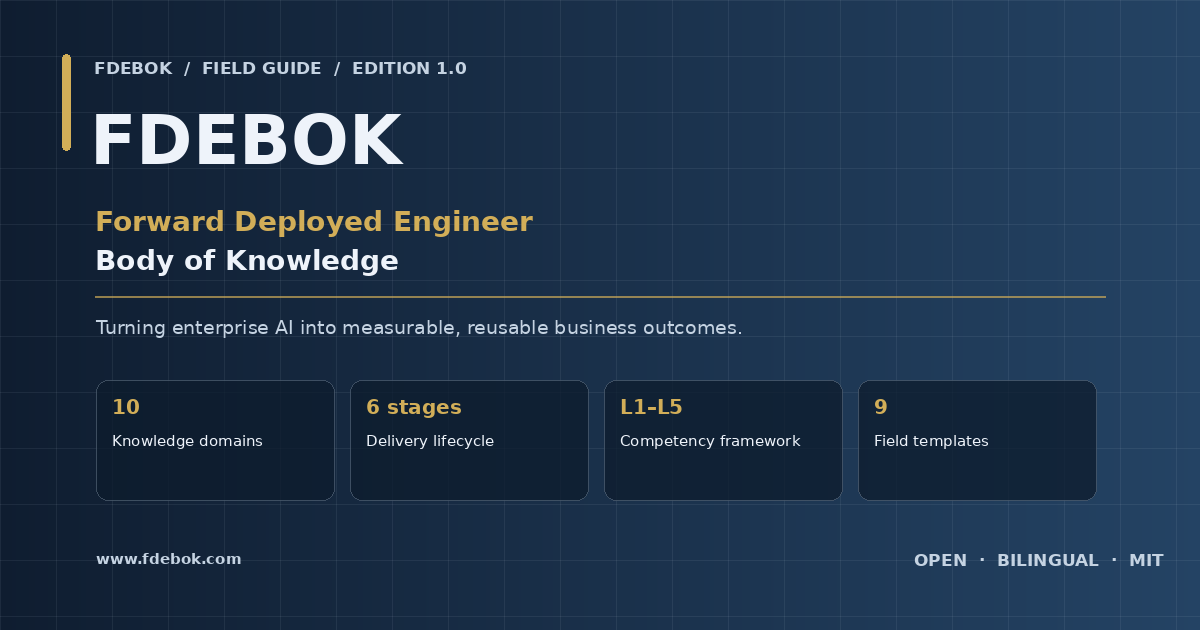 FDEBOK / FIELD GUIDE / EDITION 1.0
FDEBOK
Forward Deployed Engineer
Body of Knowledge
Turning enterprise AI into measurable, reusable business outcomes.
10
Knowledge domains
6 stages
Delivery lifecycle
L1–L5
Competency framework
9
Field templates
www.fdebok.com
OPEN · BILINGUAL · MIT